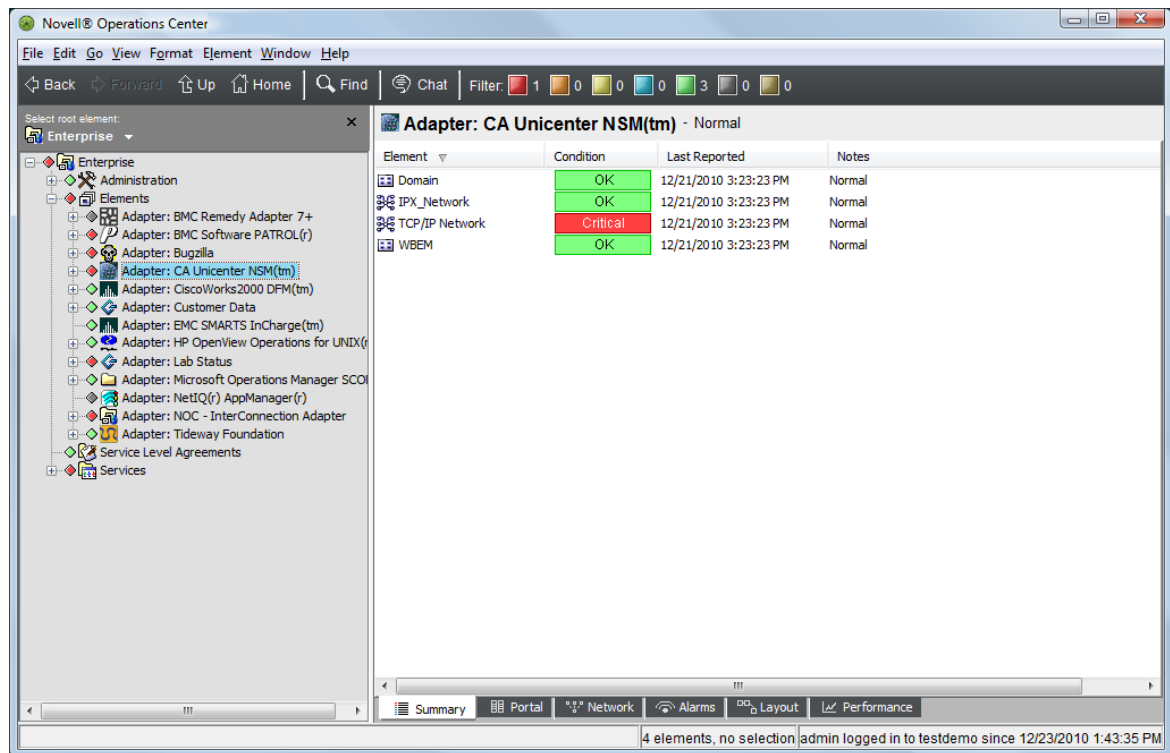 Novell® Operations Center
File Edit Go View Format Element Window Help
Back Forward Up Home Find Chat Filter: 1 0 0 0 3 0 0
Select root element:
Enterprise
Enterprise
Administration
Elements
Adapter: BMC Remedy Adapter 7+
Adapter: BMC Software PATROL(r)
Adapter: Bugzilla
Adapter: CA Unicenter NSM(tm)
Adapter: CiscoWorks2000 DFM(tm)
Adapter: Customer Data
Adapter: EMC SMARTS InCharge(tm)
Adapter: HP OpenView Operations for UNIX(r
Adapter: Lab Status
Adapter: Microsoft Operations Manager SCO
Adapter: NetIQ(r) AppManager(r)
Adapter: NOC - InterConnection Adapter
Adapter: Tideway Foundation
Service Level Agreements
Services
Adapter: CA Unicenter NSM(tm) - Normal
Element Condition Last Reported Notes
Domain OK 12/21/2010 3:23:23 PM Normal
IPX_Network OK 12/21/2010 3:23:23 PM Normal
TCP/IP Network Critical 12/21/2010 3:23:23 PM Normal
WBEM OK 12/21/2010 3:23:23 PM Normal
Summary Portal Network Alarms Layout Performance
4 elements, no selection admin logged in to testdemo since 12/23/2010 1:43:35 PM